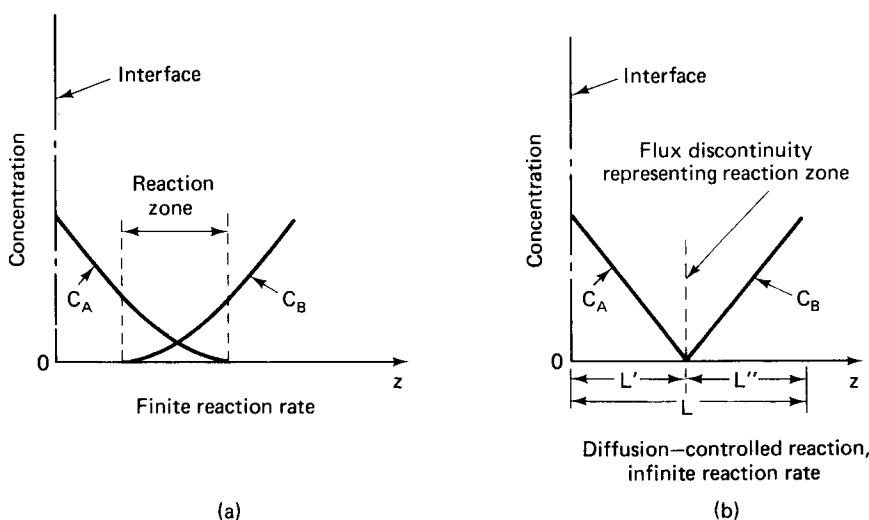 Concentration
Interface
Reaction
zone
C_A
C_B
0
z
Finite reaction rate
(a)
Concentration
Interface
Flux discontinuity
representing reaction zone
C_A
C_B
0
L'
L"
z
L
Diffusion—controlled reaction,
infinite reaction rate
(b)